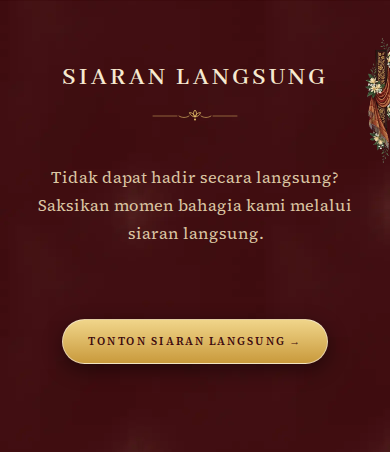 SIARAN LANGSUNG
Tidak dapat hadir secara langsung?
Saksikan momen bahagia kami melalui
siaran langsung.
TONTON SIARAN LANGSUNG →